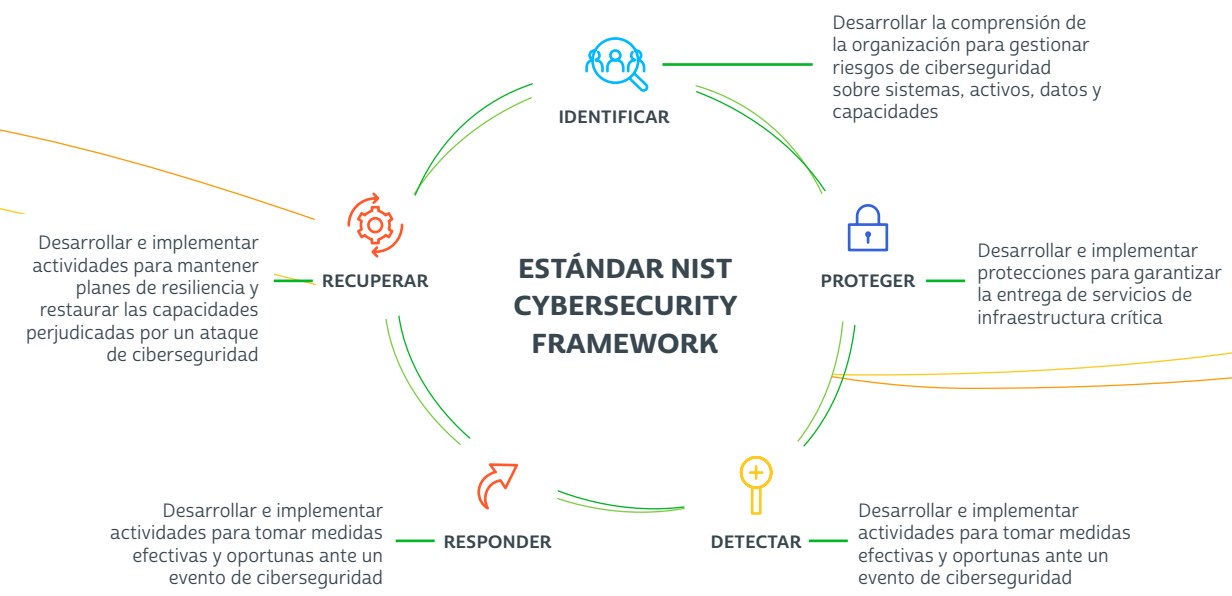 Desarrollar la comprensión de
la organización para gestionar
riesgos de ciberseguridad
sobre sistemas, activos, datos y
capacidades
IDENTIFICAR
Desarrollar e implementar
actividades para mantener
planes de resiliencia y
restaurar las capacidades
perjudicadas por un ataque
de ciberseguridad
RECUPERAR
ESTÁNDAR NIST
CYBERSECURITY
FRAMEWORK
PROTEGER
Desarrollar e implementar
protecciones para garantizar
la entrega de servicios de
infraestructura crítica
Desarrollar e implementar
actividades para tomar medidas
efectivas y oportunas ante un
evento de ciberseguridad
RESPONDER
DETECTAR
Desarrollar e implementar
actividades para tomar medidas
efectivas y oportunas ante un
evento de ciberseguridad